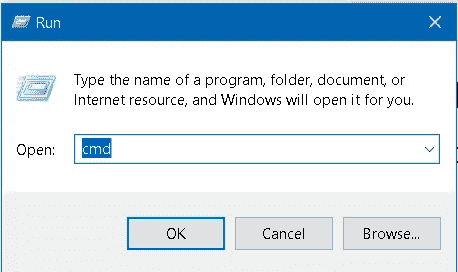 Run
Type the name of a program, folder, document, or
Internet resource, and Windows will open it for you.
Open: cmd
OK Cancel Browse...